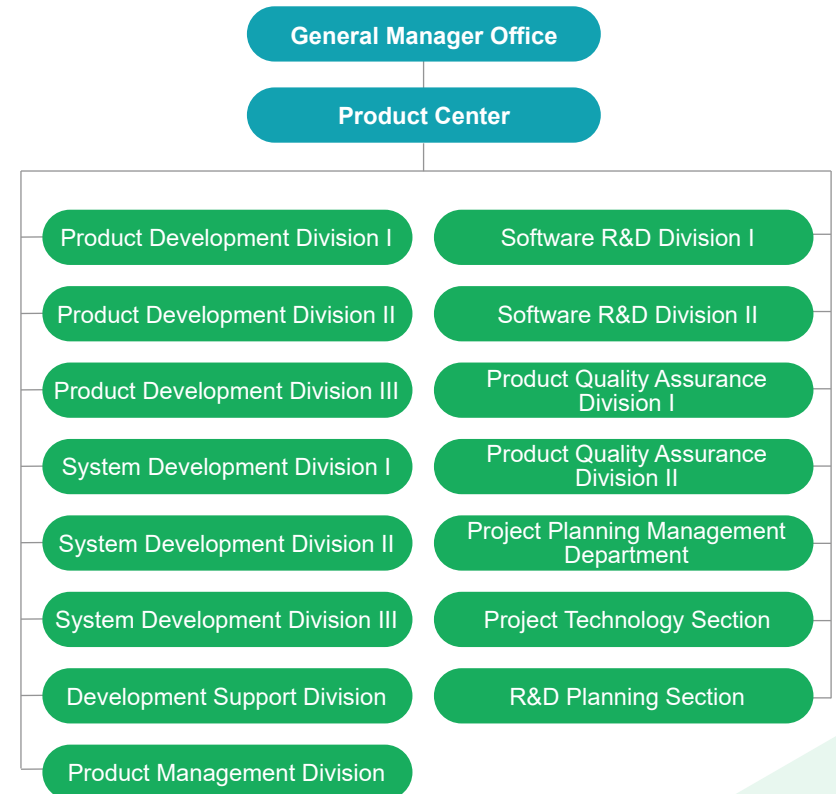 General Manager Office
Product Center
Product Development Division I
Product Development Division II
Product Development Division III
System Development Division I
System Development Division II
System Development Division III
Development Support Division
Product Management Division
Software R&D Division I
Software R&D Division II
Product Quality Assurance
Division I
Product Quality Assurance
Division II
Project Planning Management
Department
Project Technology Section
R&D Planning Section